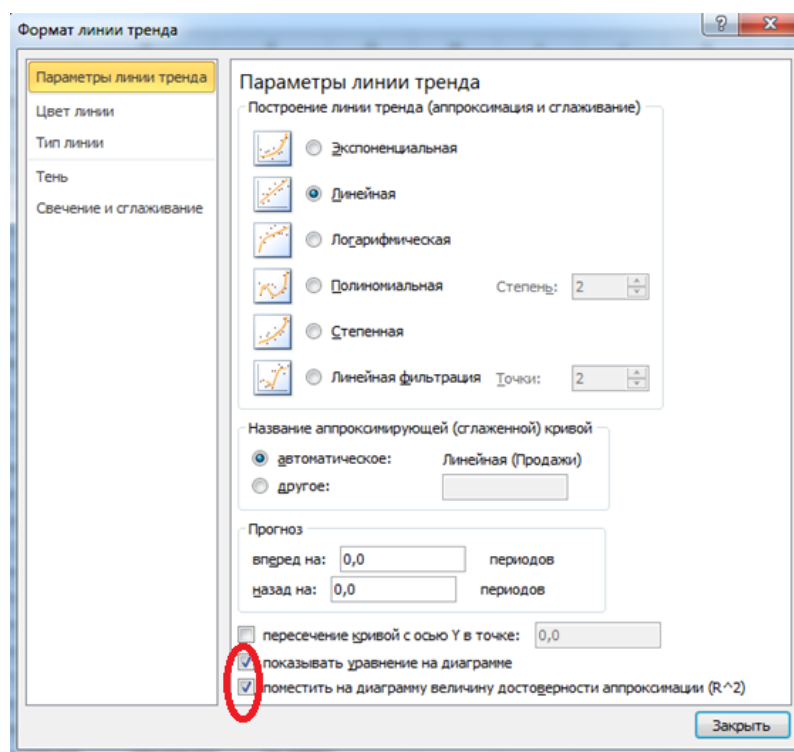 Формат линии тренда
Параметры линии тренда
Цвет линии
Тип линии
Тень
Свечение и сглаживание
Параметры линии тренда
Построение линии тренда (аппроксимация и сглаживание)
Экспоненциальная
Линейная
Логарифмическая
Полиномиальная Степень: 2
Степенная
Линейная фильтрация Точки: 2
Название аппроксимирующей (сглаженной) кривой
автоматическое: Линейная (Продажи)
другое:
Прогноз
вперед на: 0,0 периодов
назад на: 0,0 периодов
пересечение кривой с осью Y в точке: 0,0
показывать уравнение на диаграмме
поместить на диаграмму величину достоверности аппроксимации (R^2)
Закрыть